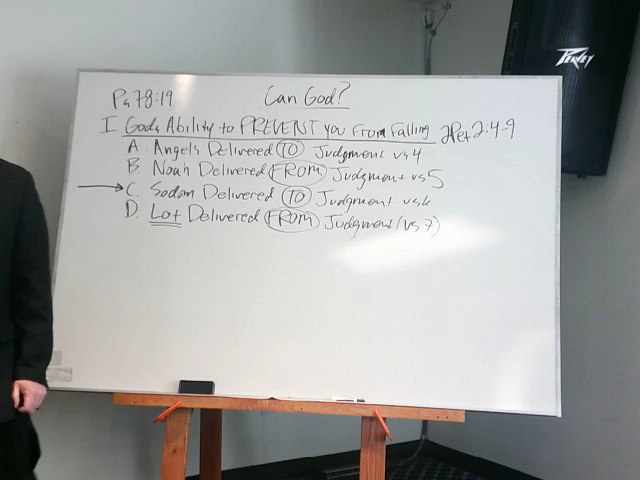 Ps 78:19 Can God?
I Gods Ability to PREVENT you From Falling 2Pet 2:4-9
A. Angels Delivered TO Judgment vs 4
B. Noah Delivered FROM Judgment vs 5
C. Sodom Delivered TO Judgment vs 6
D. Lot Delivered FROM Judgment (vs 7)
PEAVEY